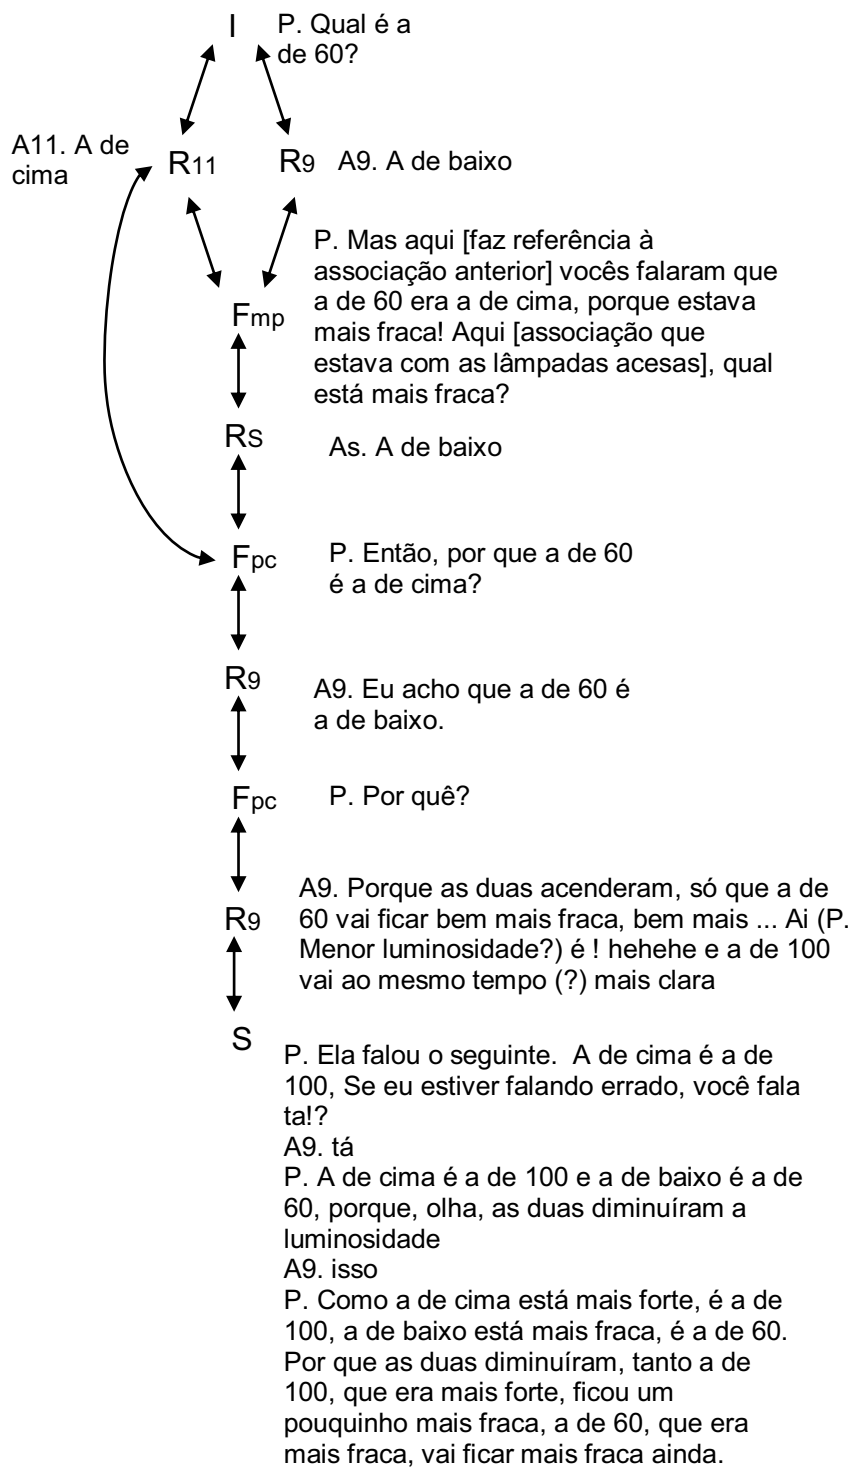 I
P. Qual é a
de 60?
A11. A de
cima
R11
R9
A9. A de baixo
P. Mas aqui [faz referência à
associação anterior] vocês falaram que
a de 60 era a de cima, porque estava
mais fraca! Aqui [associação que
estava com as lâmpadas acesas], qual
está mais fraca?
Fmp
RS
As. A de baixo
Fpc
P. Então, por que a de 60
é a de cima?
R9
A9. Eu acho que a de 60 é
a de baixo.
Fpc
P. Por quê?
R9
A9. Porque as duas acenderam, só que a de
60 vai ficar bem mais fraca, bem mais ... Ai (P.
Menor luminosidade?) é ! hehehe e a de 100
vai ao mesmo tempo (?) mais clara
S
P. Ela falou o seguinte.  A de cima é a de
100, Se eu estiver falando errado, você fala
ta!?
A9. tá
P. A de cima é a de 100 e a de baixo é a de
60, porque, olha, as duas diminuíram a
luminosidade
A9. isso
P. Como a de cima está mais forte, é a de
100, a de baixo está mais fraca, é a de 60.
Por que as duas diminuíram, tanto a de
100, que era mais forte, ficou um
pouquinho mais fraca, a de 60, que era
mais fraca, vai ficar mais fraca ainda.